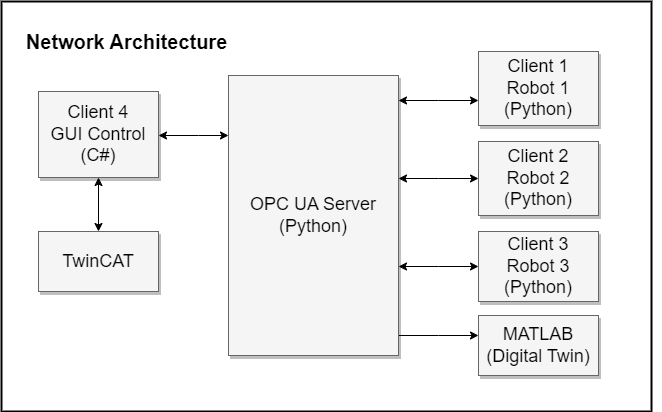 Network Architecture
Client 4
GUI Control
(C#)
TwinCAT
OPC UA Server
(Python)
Client 1
Robot 1
(Python)
Client 2
Robot 2
(Python)
Client 3
Robot 3
(Python)
MATLAB
(Digital Twin)